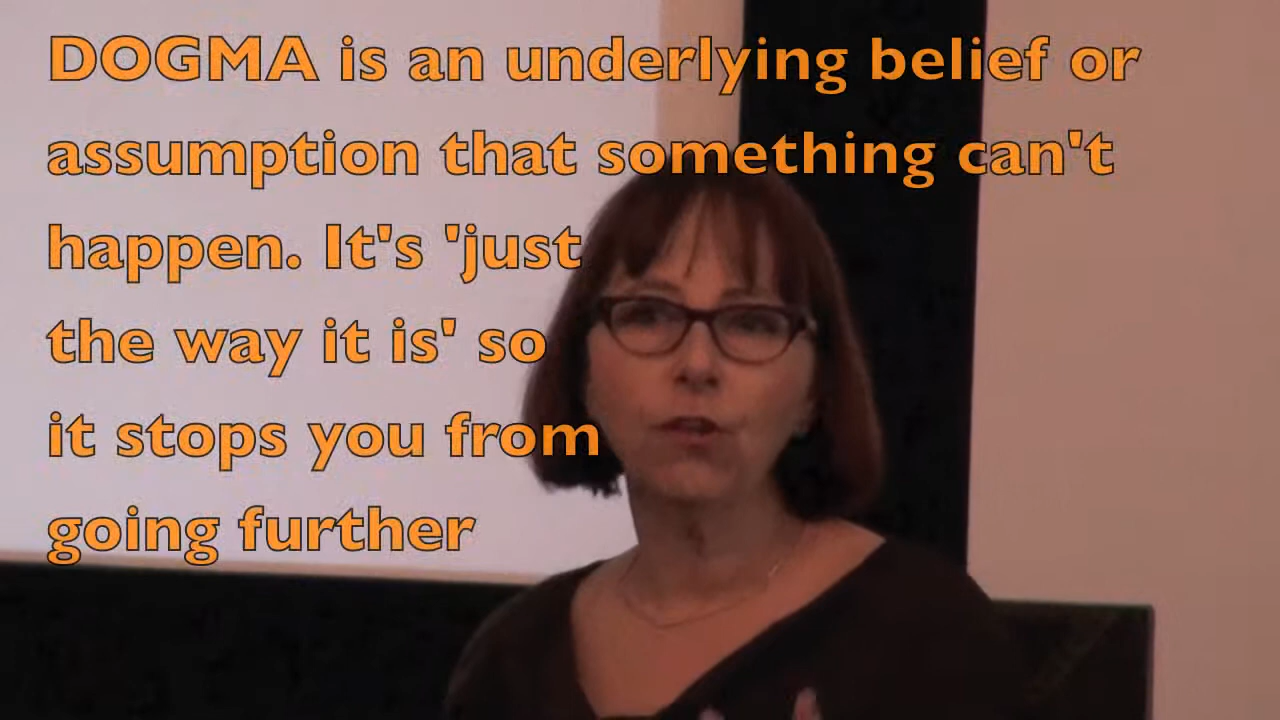 DOGMA is an underlying belief or
assumption that something can't
happen. It's 'just
the way it is' so
it stops you from
going further